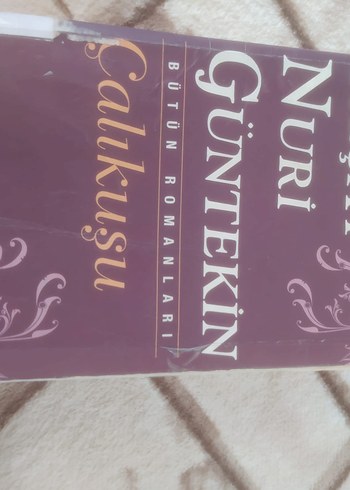 NURİ
GÜNTEKİN
BÜTÜN ROMANLARI
Çalıkuşu